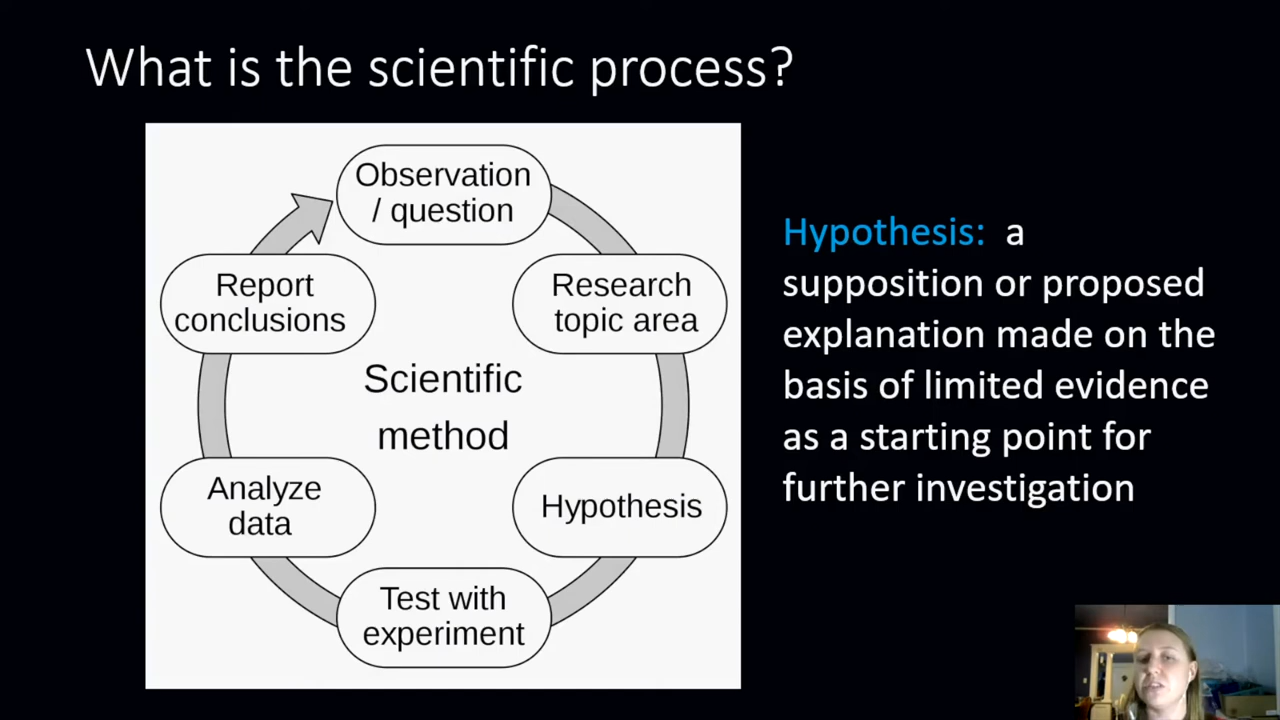 What is the scientific process?
Observation
/ question
Research
topic area
Hypothesis
Test with
experiment
Analyze
data
Report
conclusions
Scientific
method
Hypothesis: a
supposition or proposed
explanation made on the
basis of limited evidence
as a starting point for
further investigation